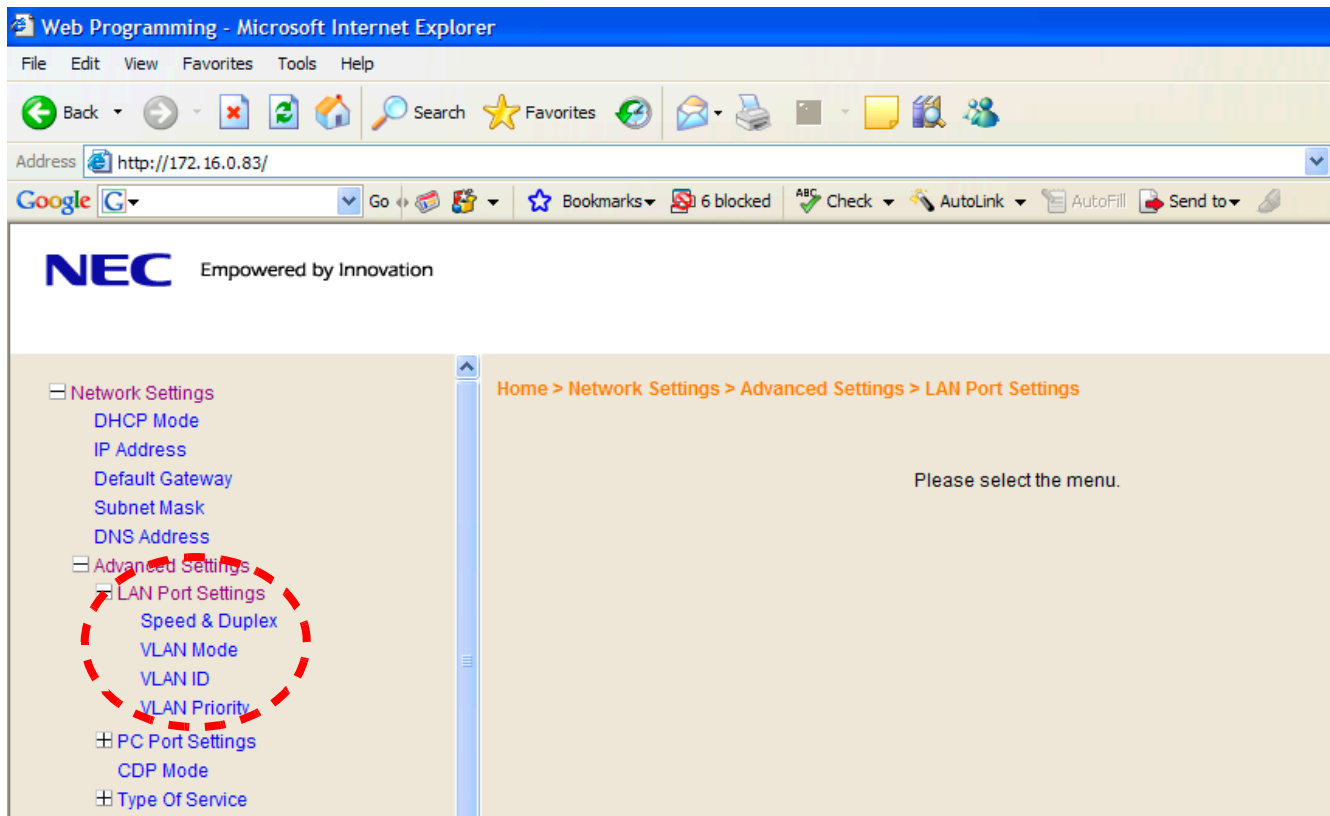 Web Programming - Microsoft Internet Explorer
File Edit View Favorites Tools Help
Back Search Favorites
Address http://172.16.0.83/
Google G Go Bookmarks 6 blocked ABC Check AutoLink AutoFill Send to
NEC Empowered by Innovation
Home > Network Settings > Advanced Settings > LAN Port Settings
Please select the menu.
Network Settings
DHCP Mode
IP Address
Default Gateway
Subnet Mask
DNS Address
Advanced Settings
LAN Port Settings
Speed & Duplex
VLAN Mode
VLAN ID
VLAN Priority
PC Port Settings
CDP Mode
Type Of Service